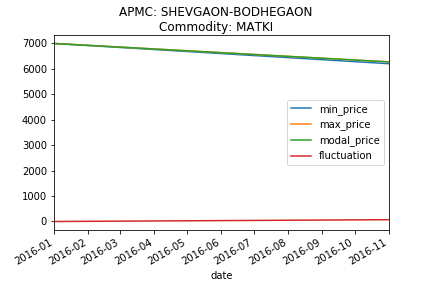 APMC: SHEVGAON-BODHEGAON
Commodity: MATKI
7000
6000
5000
4000
3000
2000
1000
0
min_price
max_price
modal_price
fluctuation
2016-01
2016-02
2016-03
2016-04
2016-05
2016-06
2016-07
2016-08
2016-09
2016-10
2016-11
date